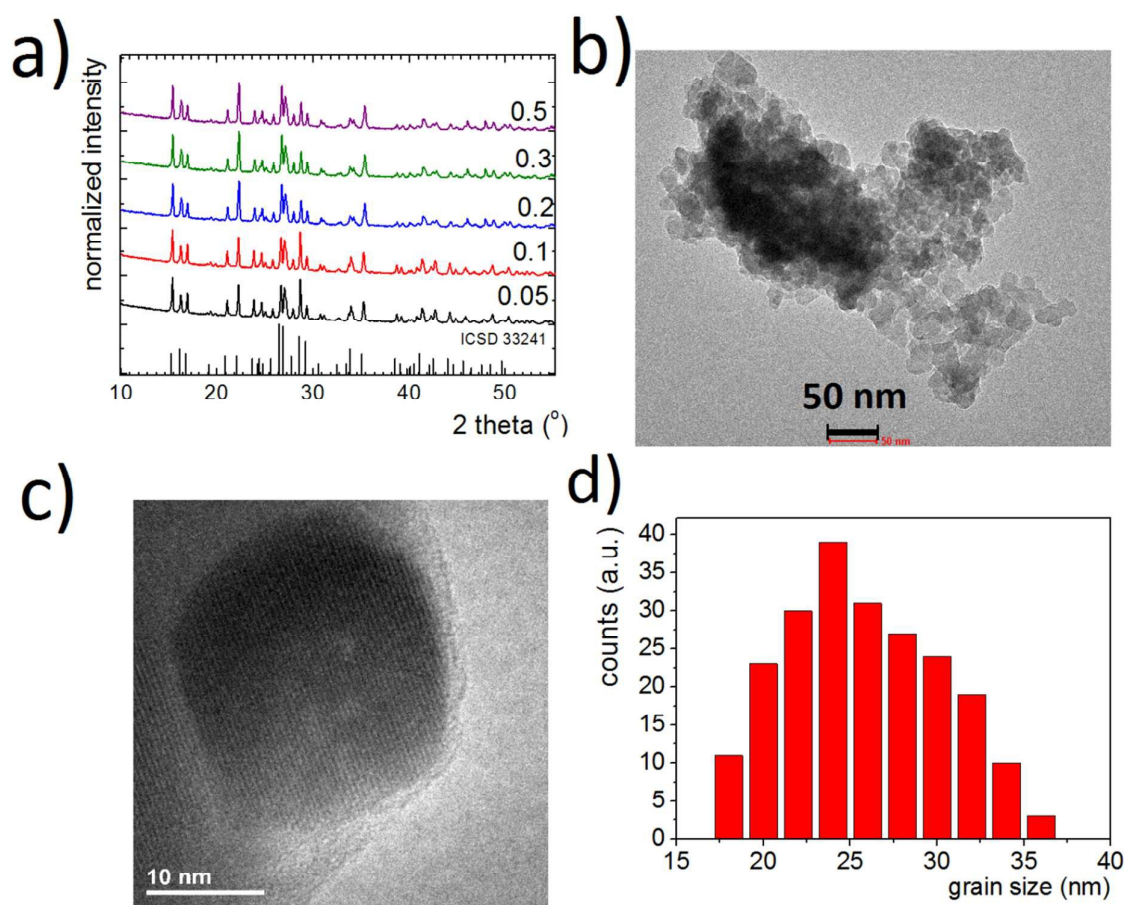 a)
normalized intensity
0.5
0.3
0.2
0.1
0.05
ICSD 33241
10 20 30 40 50
2 theta (°)
b)
50 nm
50 nm
c)
10 nm
d)
counts (a.u.)
40
35
30
25
20
15
10
5
0
15 20 25 30 35 40
grain size (nm)